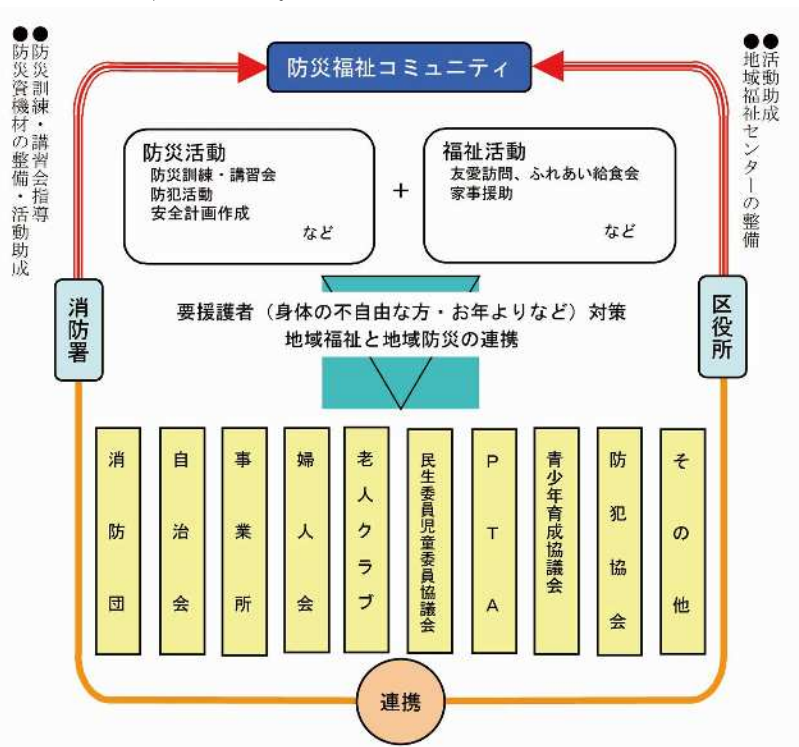 防災福祉コミュニティ
●防災訓練・講習会指導
●防災資機材の整備・活動助成
●活動助成
●地域福祉センターの整備
防災活動
防災訓練・講習会
防犯活動
安全計画作成
など
+
福祉活動
友愛訪問、ふれあい給食会
家事援助
など
消防署
区役所
要援護者（身体の不自由な方・お年よりなど）対策
地域福祉と地域防災の連携
消防団
自治会
事業所
婦人会
老人クラブ
民生委員児童委員協議会
PTA
青少年育成協議会
防犯協会
その他
連携